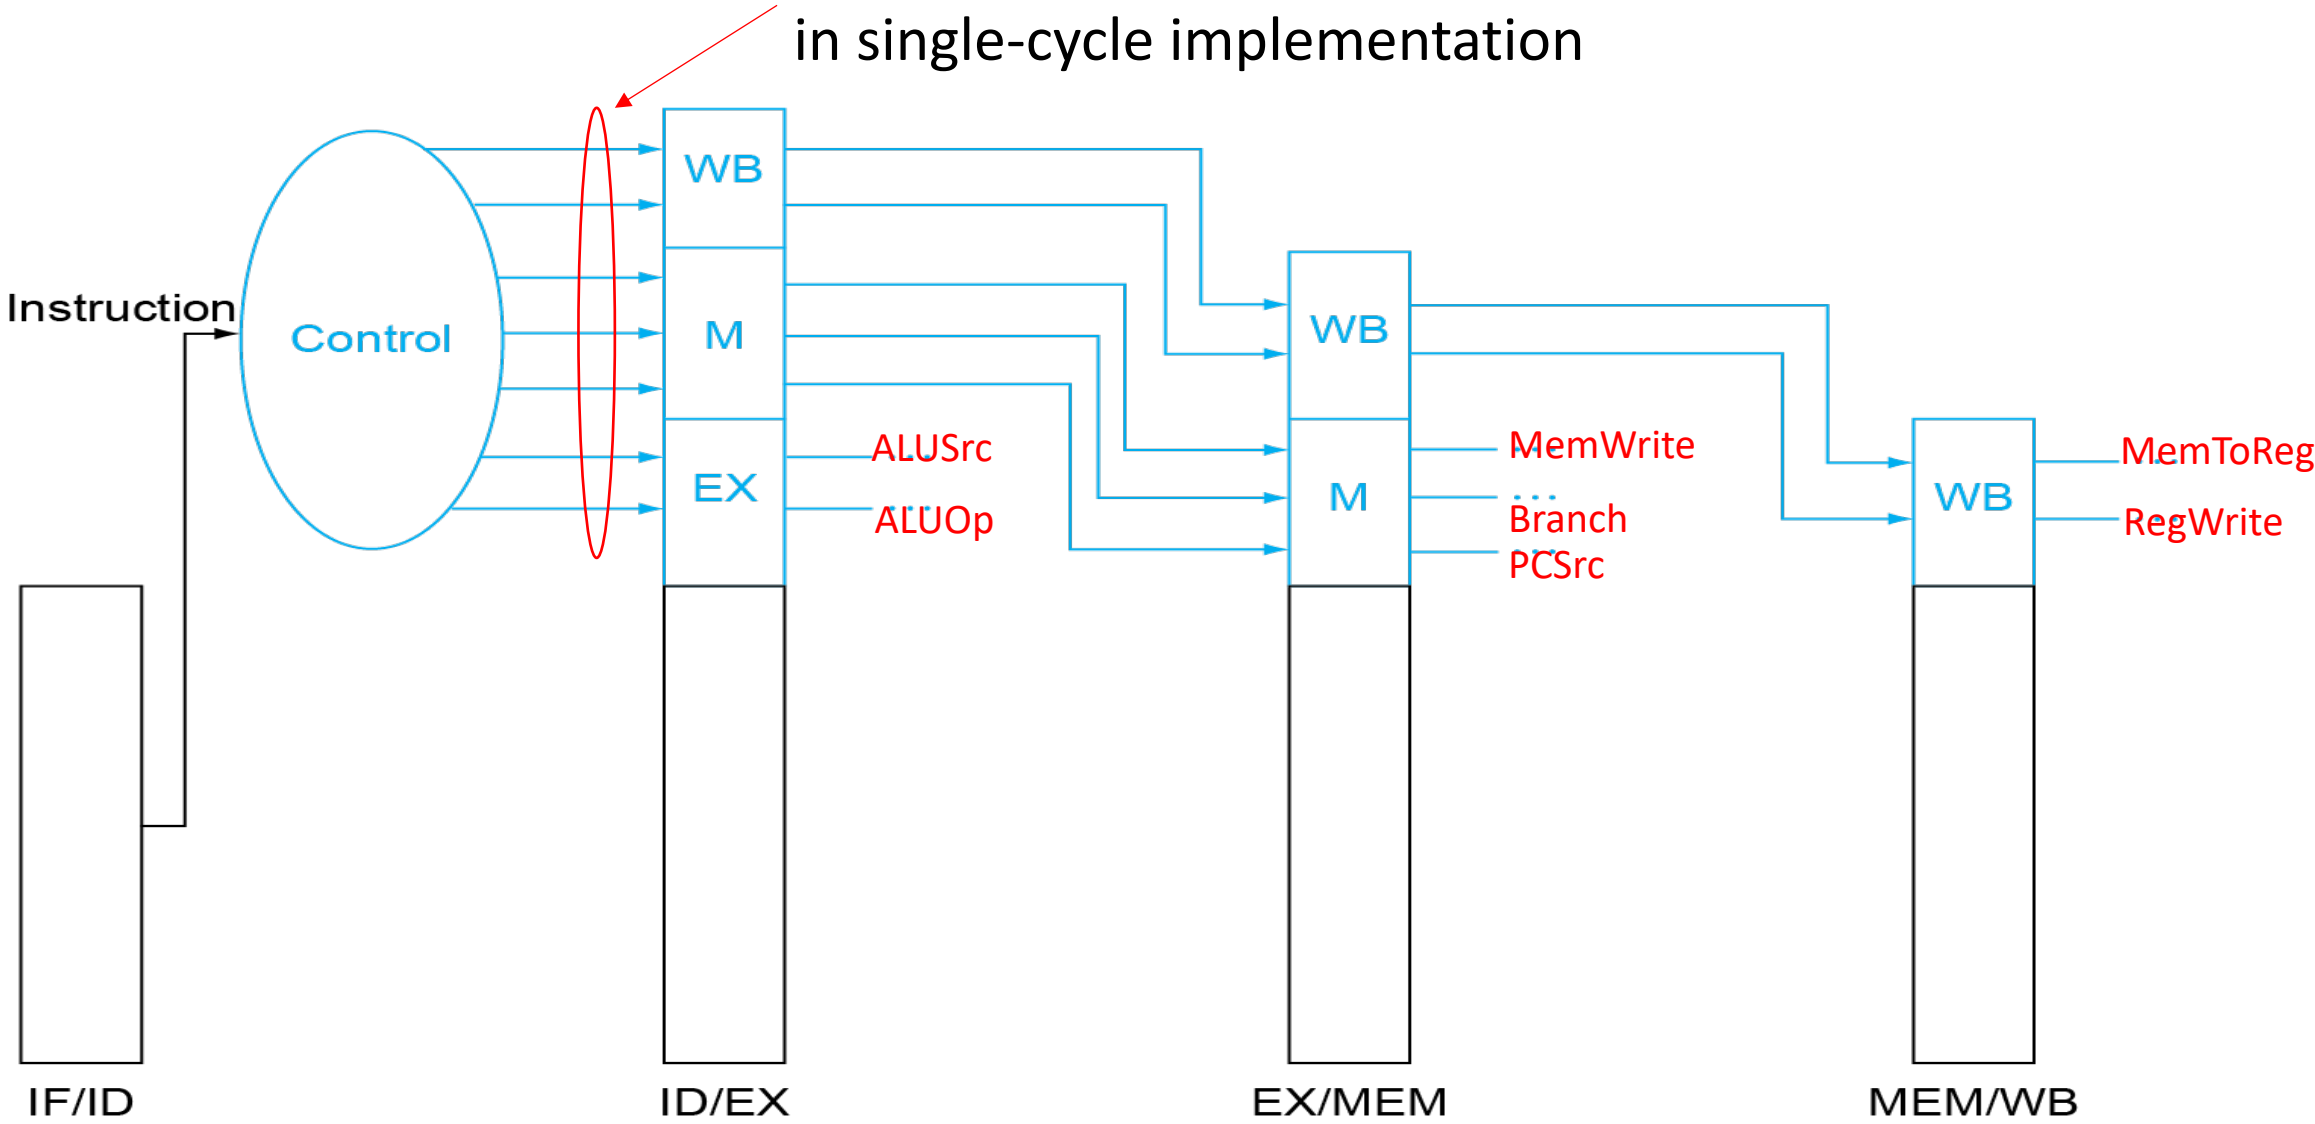 in single-cycle implementation
WB
Instruction
Control
M
WB
ALUSrc
MemWrite
MemToReg
EX
M
WB
ALUOp
Branch
RegWrite
PCSrc
IF/ID
ID/EX
EX/MEM
MEM/WB